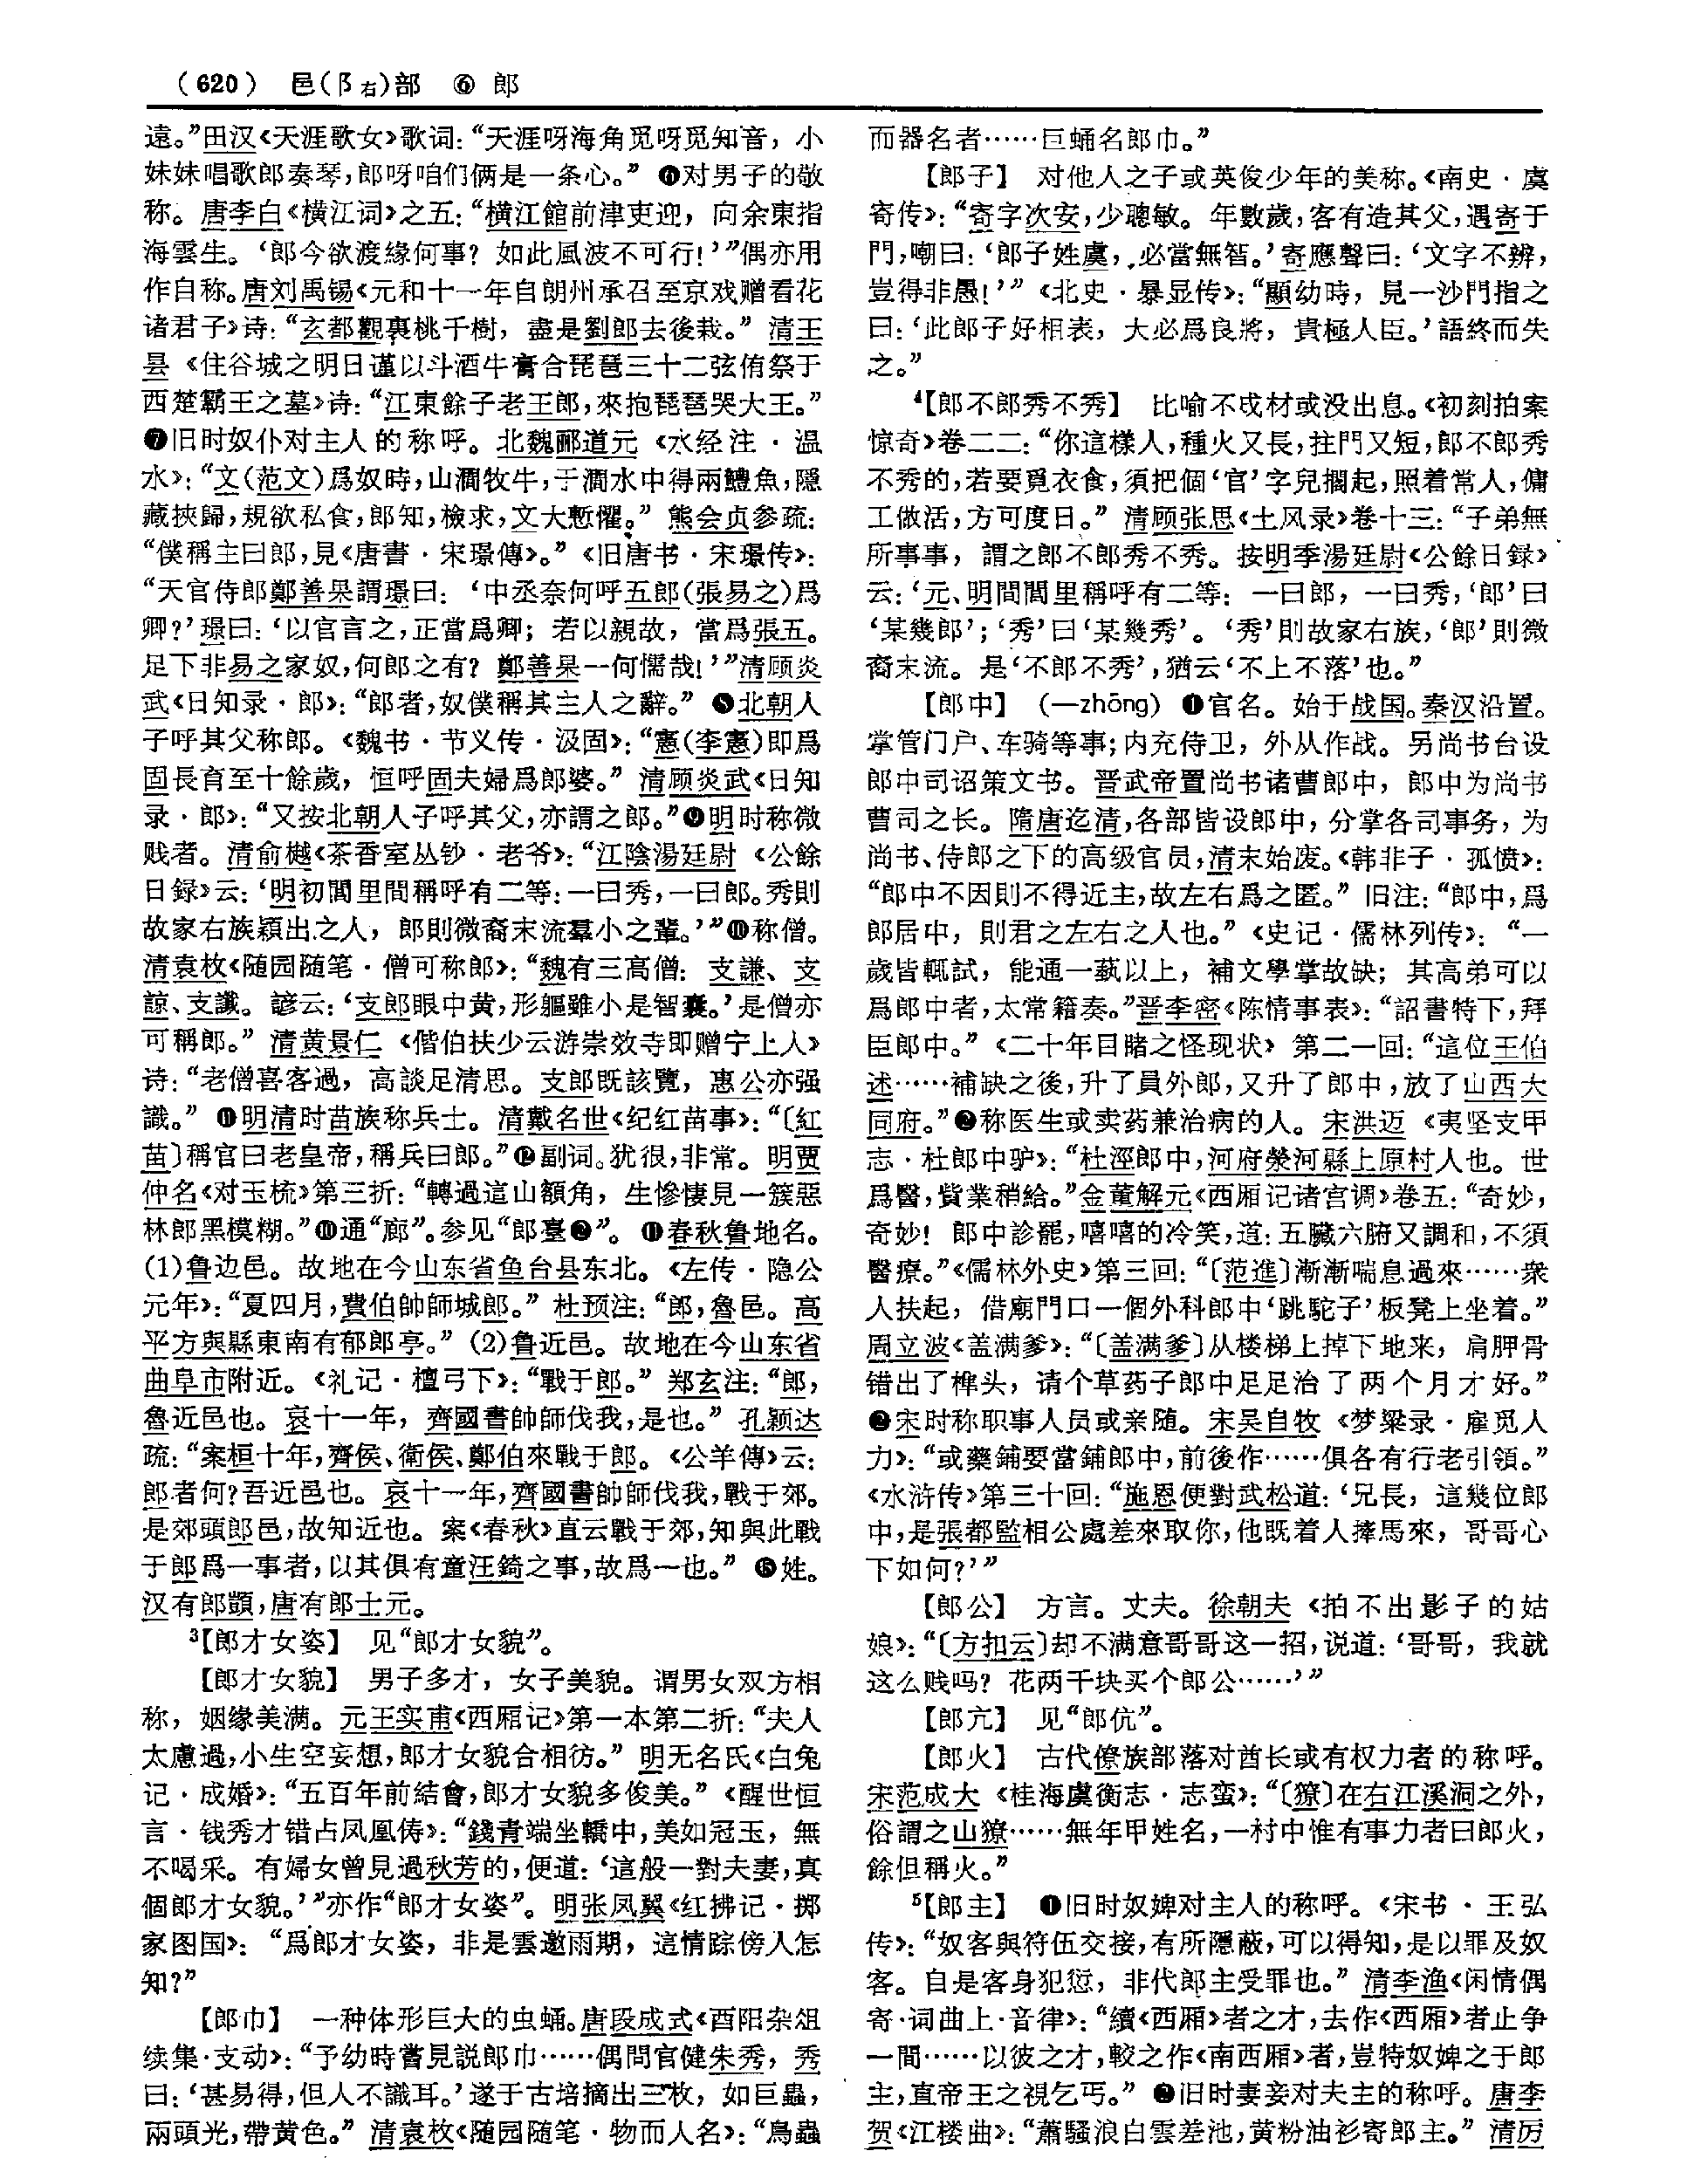 （620） 邑(阝右)部 ⑥ 郎
遠。”田汉《天涯歌女》歌词：“天涯呀海角觅呀觅知音，小
妹妹唱歌郎奏琴，郎呀咱们俩是一条心。” ❻对男子的敬
称。唐李白《横江词》之五：“横江館前津吏迎，向余東指
海雲生。‘郎今欲渡緣何事？如此風波不可行！’”偶亦用
作自称。唐刘禹锡《元和十一年自朗州承召至京戏赠看花
诸君子》诗：“玄都觀裏桃千樹，盡是劉郎去後栽。”清王
昙《住谷城之明日谨以斗酒牛膏合琵琶三十二弦侑祭于
西楚霸王之墓》诗：“江東餘子老王郎，來抱琵琶哭大王。”
❼旧时奴仆对主人的称呼。北魏郦道元《水经注·温
水》：“文(范文)爲奴時，山澗牧牛，于澗水中得兩鱧魚，隱
藏挾歸，規欲私食，郎知，檢求，文大慙懼。”熊会贞参疏：
“僕稱主曰郎，見《唐書·宋璟傳》。”《旧唐书·宋璟传》：
“天官侍郎鄭善杲謂璟曰：‘中丞奈何呼五郎(張易之)爲
卿？’璟曰：‘以官言之，正當爲卿；若以親故，當爲張五。
足下非易之家奴，何郎之有？鄭善杲一何懦哉！’”清顾炎
武《日知录·郎》：“郎者，奴僕稱其主人之辭。” ❽北朝人
子呼其父称郎。《魏书·节义传·汲固》：“憲(李憲)即爲
固長育至十餘歲，恒呼固夫婦爲郎婆。”清顾炎武《日知
录·郎》：“又按北朝人子呼其父，亦謂之郎。”❾明时称微
贱者。清俞樾《茶香室丛钞·老爷》：“江陰湯廷尉《公餘
日録》云：‘明初閭里間稱呼有二等：一曰秀，一曰郎。秀則
故家右族穎出之人，郎則微裔末流羣小之輩。’”❿称僧。
清袁枚《随园随笔·僧可称郎》：“魏有三高僧：支謙、支
諒、支讖。諺云：‘支郎眼中黄，形軀雖小是智囊。’是僧亦
可稱郎。”清黄景仁《偕伯扶少云游崇效寺即赠宁上人》
诗：“老僧喜客過，高談足清思。支郎既該覽，惠公亦强
識。” ⓫明清时苗族称兵士。清戴名世《纪红苗事》：“〔紅
苗〕稱官曰老皇帝，稱兵曰郎。”⓬副词。犹很，非常。明贾
仲名《对玉梳》第三折：“轉過這山額角，生慘悽見一簇惡
林郎黑模糊。”⓭通“廊”。参见“郎臺❷”。 ⓮春秋鲁地名。
(1)鲁边邑。故地在今山东省鱼台县东北。《左传·隐公
元年》：“夏四月，費伯帥師城郎。”杜预注：“郎，魯邑。高
平方與縣東南有郁郎亭。”(2)鲁近邑。故地在今山东省
曲阜市附近。《礼记·檀弓下》：“戰于郎。”郑玄注：“郎，
魯近邑也。哀十一年，齊國書帥師伐我，是也。”孔颖达
疏：“案桓十年，齊侯、衛侯、鄭伯來戰于郎。《公羊傳》云：
郎者何？吾近邑也。哀十一年，齊國書帥師伐我，戰于郊。
是郊頭郎邑，故知近也。案《春秋》直云戰于郊，知與此戰
于郎爲一事者，以其俱有童汪錡之事，故爲一也。” ⓯姓。
汉有郎顗，唐有郎士元。
³【郎才女姿】 见“郎才女貌”。
【郎才女貌】 男子多才，女子美貌。谓男女双方相
称，姻缘美满。元王实甫《西厢记》第一本第二折：“夫人
太慮過，小生空妄想，郎才女貌合相彷。”明无名氏《白兔
记·成婚》：“五百年前結會，郎才女貌多俊美。”《醒世恒
言·钱秀才错占凤凰俦》：“錢青端坐轎中，美如冠玉，無
不喝采。有婦女曾見過秋芳的，便道：‘這般一對夫妻，真
個郎才女貌。’”亦作“郎才女姿”。明张凤翼《红拂记·掷
家图国》：“爲郎才女姿，非是雲邀雨期，這情踪傍人怎
知？”
【郎巾】 一种体形巨大的虫蛹。唐段成式《酉阳杂俎
续集·支动》：“予幼時嘗見説郎巾……偶問官健朱秀，秀
曰：‘甚易得，但人不識耳。’遂于古培摘出三枚，如巨蟲，
兩頭光，帶黄色。”清袁枚《随园随笔·物而人名》：“鳥蟲
而器名者……巨蛹名郎巾。”
【郎子】 对他人之子或英俊少年的美称。《南史·虞
寄传》：“寄字次安，少聰敏。年數歲，客有造其父，遇寄于
門，嘲曰：‘郎子姓虞，必當無智。’寄應聲曰：‘文字不辨，
豈得非愚！’”《北史·暴显传》：“顯幼時，見一沙門指之
曰：‘此郎子好相表，大必爲良將，貴極人臣。’語終而失
之。”
⁴【郎不郎秀不秀】 比喻不成材或没出息。《初刻拍案
惊奇》卷二二：“你這樣人，種火又長，拄門又短，郎不郎秀
不秀的，若要覓衣食，須把個‘官’字兒擱起，照着常人，傭
工做活，方可度日。”清顾张思《土风录》卷十三：“子弟無
所事事，謂之郎不郎秀不秀。按明季湯廷尉《公餘日録》
云：‘元、明間閭里稱呼有二等：一曰郎，一曰秀，‘郎’曰
‘某幾郎’；‘秀’曰‘某幾秀’。‘秀’則故家右族，‘郎’則微
裔末流。是‘不郎不秀’，猶云‘不上不落’也。”
【郎中】 (—zhōng) ❶官名。始于战国。秦汉沿置。
掌管门户、车骑等事；内充侍卫，外从作战。另尚书台设
郎中司诏策文书。晋武帝置尚书诸曹郎中，郎中为尚书
曹司之长。隋唐迄清，各部皆设郎中，分掌各司事务，为
尚书、侍郎之下的高级官员，清末始废。《韩非子·孤愤》：
“郎中不因則不得近主，故左右爲之匿。”旧注：“郎中，爲
郎居中，則君之左右之人也。”《史记·儒林列传》：“一
歲皆輒試，能通一藝以上，補文學掌故缺；其高弟可以
爲郎中者，太常籍奏。”晋李密《陈情事表》：“詔書特下，拜
臣郎中。”《二十年目睹之怪现状》第二一回：“這位王伯
述……補缺之後，升了員外郎，又升了郎中，放了山西大
同府。”❷称医生或卖药兼治病的人。宋洪迈《夷坚支甲
志·杜郎中驴》：“杜涇郎中，河府滎河縣上原村人也。世
爲醫，貲業稍給。”金董解元《西厢记诸宫调》卷五：“奇妙，
奇妙！郎中診罷，嘻嘻的冷笑，道：五臟六腑又調和，不須
醫療。”《儒林外史》第三回：“〔范進〕漸漸喘息過來……衆
人扶起，借廟門口一個外科郎中‘跳駝子’板凳上坐着。”
周立波《盖满爹》：“〔盖满爹〕从楼梯上掉下地来，肩胛骨
错出了榫头，请个草药子郎中足足治了两个月才好。”
❷宋时称职事人员或亲随。宋吴自牧《梦粱录·雇觅人
力》：“或藥鋪要當鋪郎中，前後作……俱各有行老引領。”
《水浒传》第三十回：“施恩便對武松道：‘兄長，這幾位郎
中，是張都監相公處差來取你，他既着人摔馬來，哥哥心
下如何？’”
【郎公】 方言。丈夫。徐朝夫《拍不出影子的姑
娘》：“〔方扣云〕却不满意哥哥这一招，说道：‘哥哥，我就
这么贱吗？花两千块买个郎公……’”
【郎亢】 见“郎伉”。
【郎火】 古代僚族部落对酋长或有权力者的称呼。
宋范成大《桂海虞衡志·志蛮》：“〔獠〕在右江溪洞之外，
俗謂之山獠……無年甲姓名，一村中惟有事力者曰郎火，
餘但稱火。”
⁵【郎主】 ❶旧时奴婢对主人的称呼。《宋书·王弘
传》：“奴客與符伍交接，有所隱蔽，可以得知，是以罪及奴
客。自是客身犯愆，非代郎主受罪也。”清李渔《闲情偶
寄·词曲上·音律》：“續《西厢》者之才，去作《西厢》者止争
一間……以彼之才，較之作《南西厢》者，豈特奴婢之于郎
主，直帝王之視乞丐。” ❷旧时妻妾对夫主的称呼。唐李
贺《江楼曲》：“蕭騷浪白雲差池，黄粉油衫寄郎主。”清厉